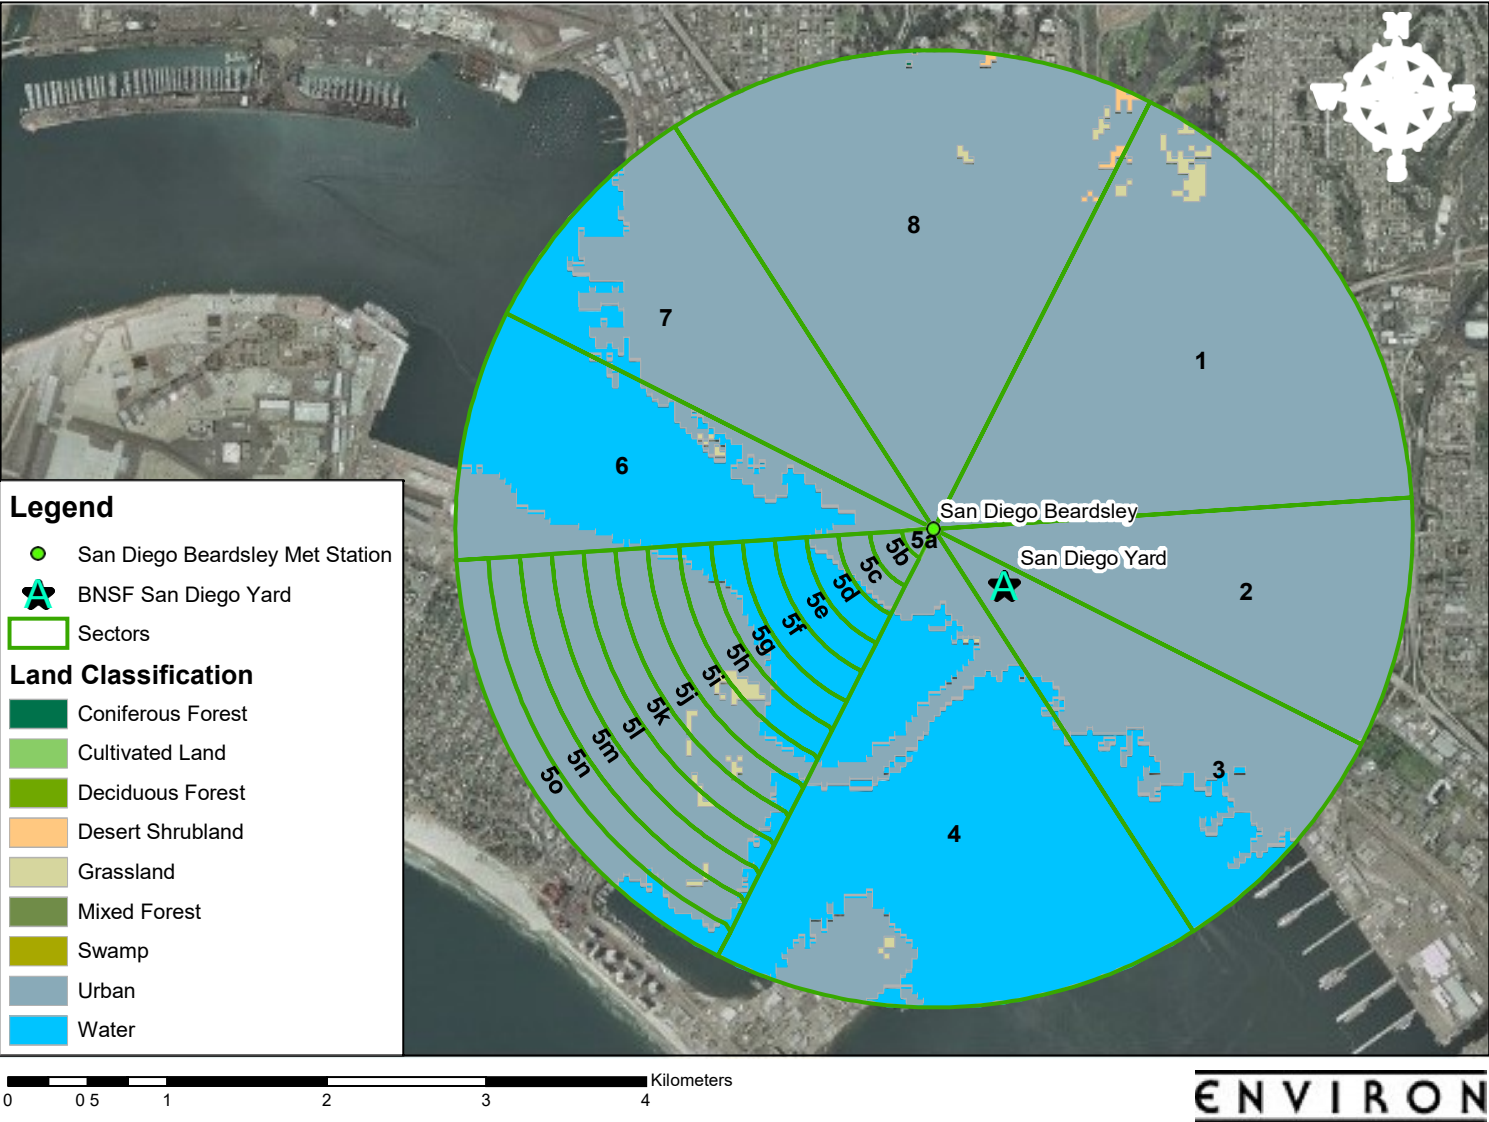 N
W
E
S
8
7
1
6
San Diego Beardsley
5a
5b
5c
San Diego Yard
A
2
5d
5e
5f
5g
5h
5i
5j
5k
5l
5m
5n
5o
3
4
Legend
San Diego Beardsley Met Station
A BNSF San Diego Yard
Sectors
Land Classification
Coniferous Forest
Cultivated Land
Deciduous Forest
Desert Shrubland
Grassland
Mixed Forest
Swamp
Urban
Water
Kilometers
0 0 5 1 2 3 4
ENVIRON